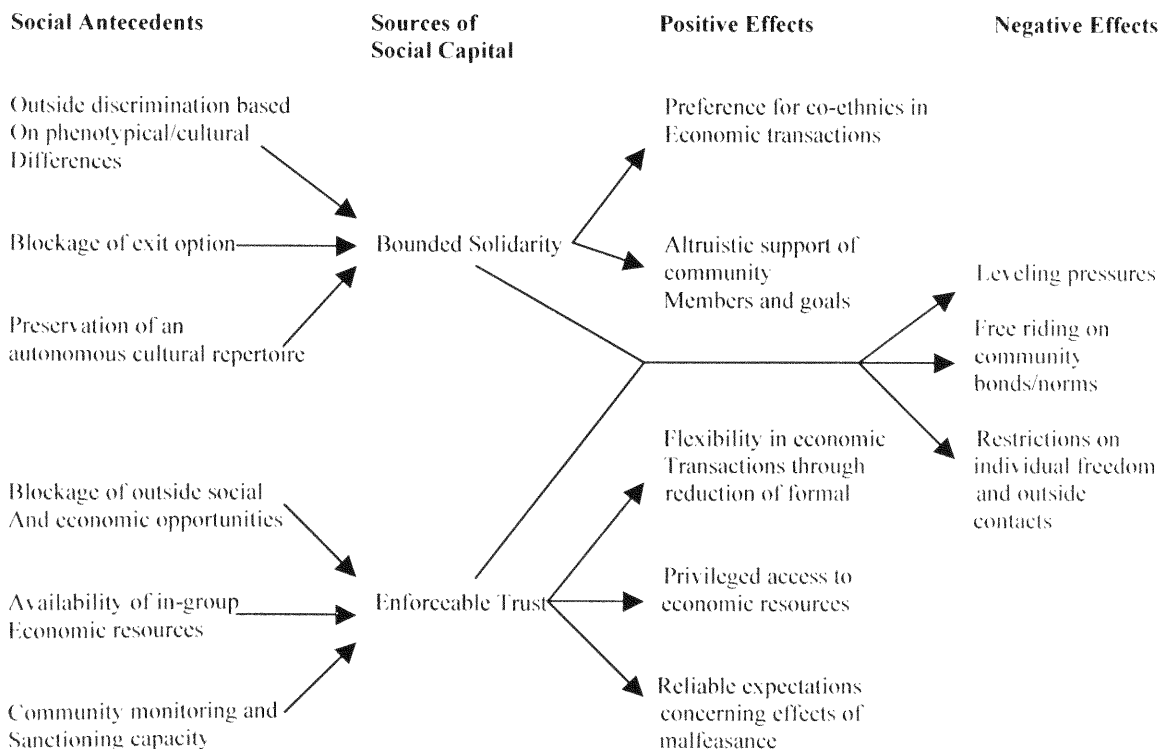 Social Antecedents
Sources of
Social Capital
Positive Effects
Negative Effects
Outside discrimination based
On phenotypical/cultural
Differences
Blockage of exit option
Preservation of an
autonomous cultural repertoire
Blockage of outside social
And economic opportunities
Availability of in-group
Economic resources
Community monitoring and
Sanctioning capacity
Bounded Solidarity
Enforceable Trust
Preference for co-ethnics in
Economic transactions
Altruistic support of
community
Members and goals
Flexibility in economic
Transactions through
reduction of formal
Privileged access to
economic resources
Reliable expectations
concerning effects of
malfeasance
Leveling pressures
Free riding on
community
bonds/norms
Restrictions on
individual freedom
and outside
contacts